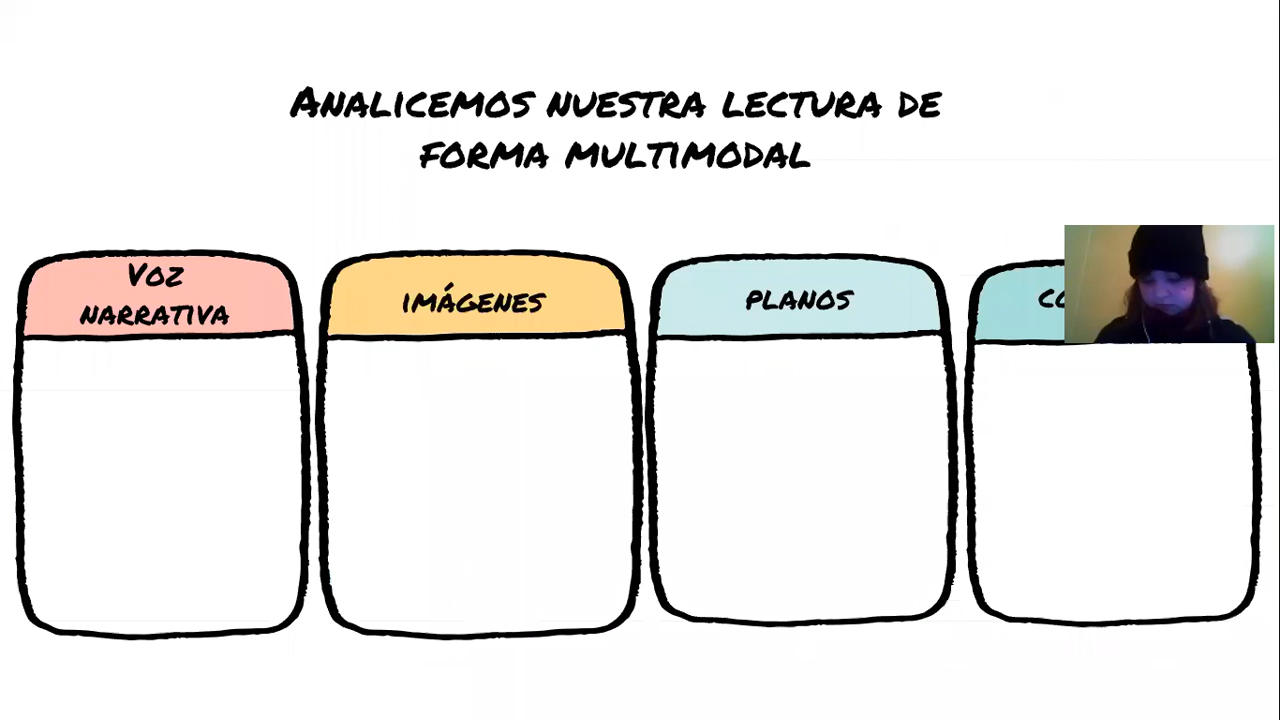 Analicemos nuestra lectura de
forma multimodal
Voz
narrativa
imágenes
planos